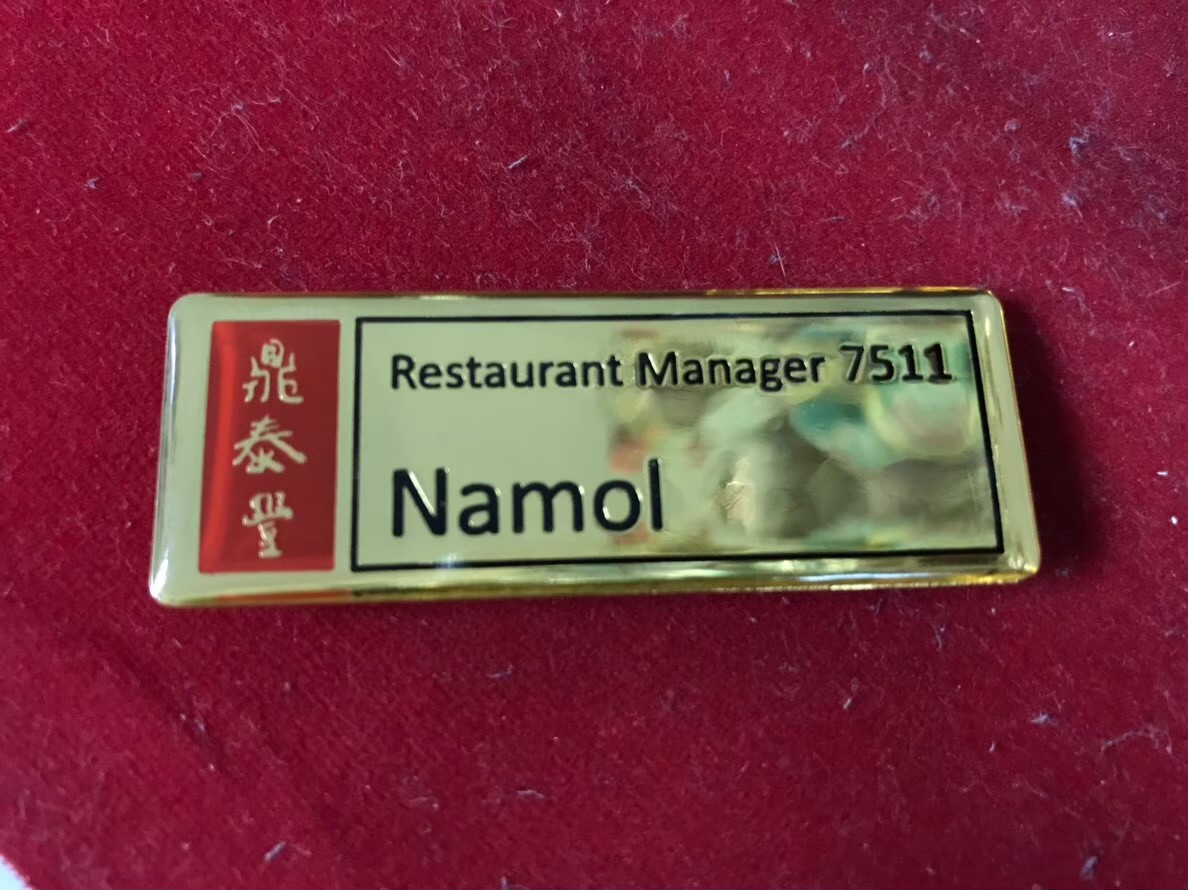 鼎泰豐
Restaurant Manager 7511
Namol